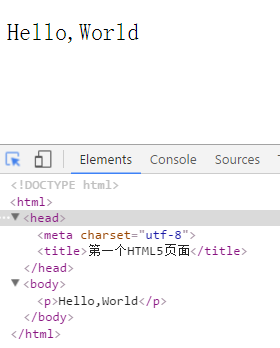 Hello,World
Elements Console Sources
<!DOCTYPE html>
<html>
<head>
<meta charset="utf-8">
<title>第一个HTML5页面</title>
</head>
<body>
<p>Hello,World</p>
</body>
</html>